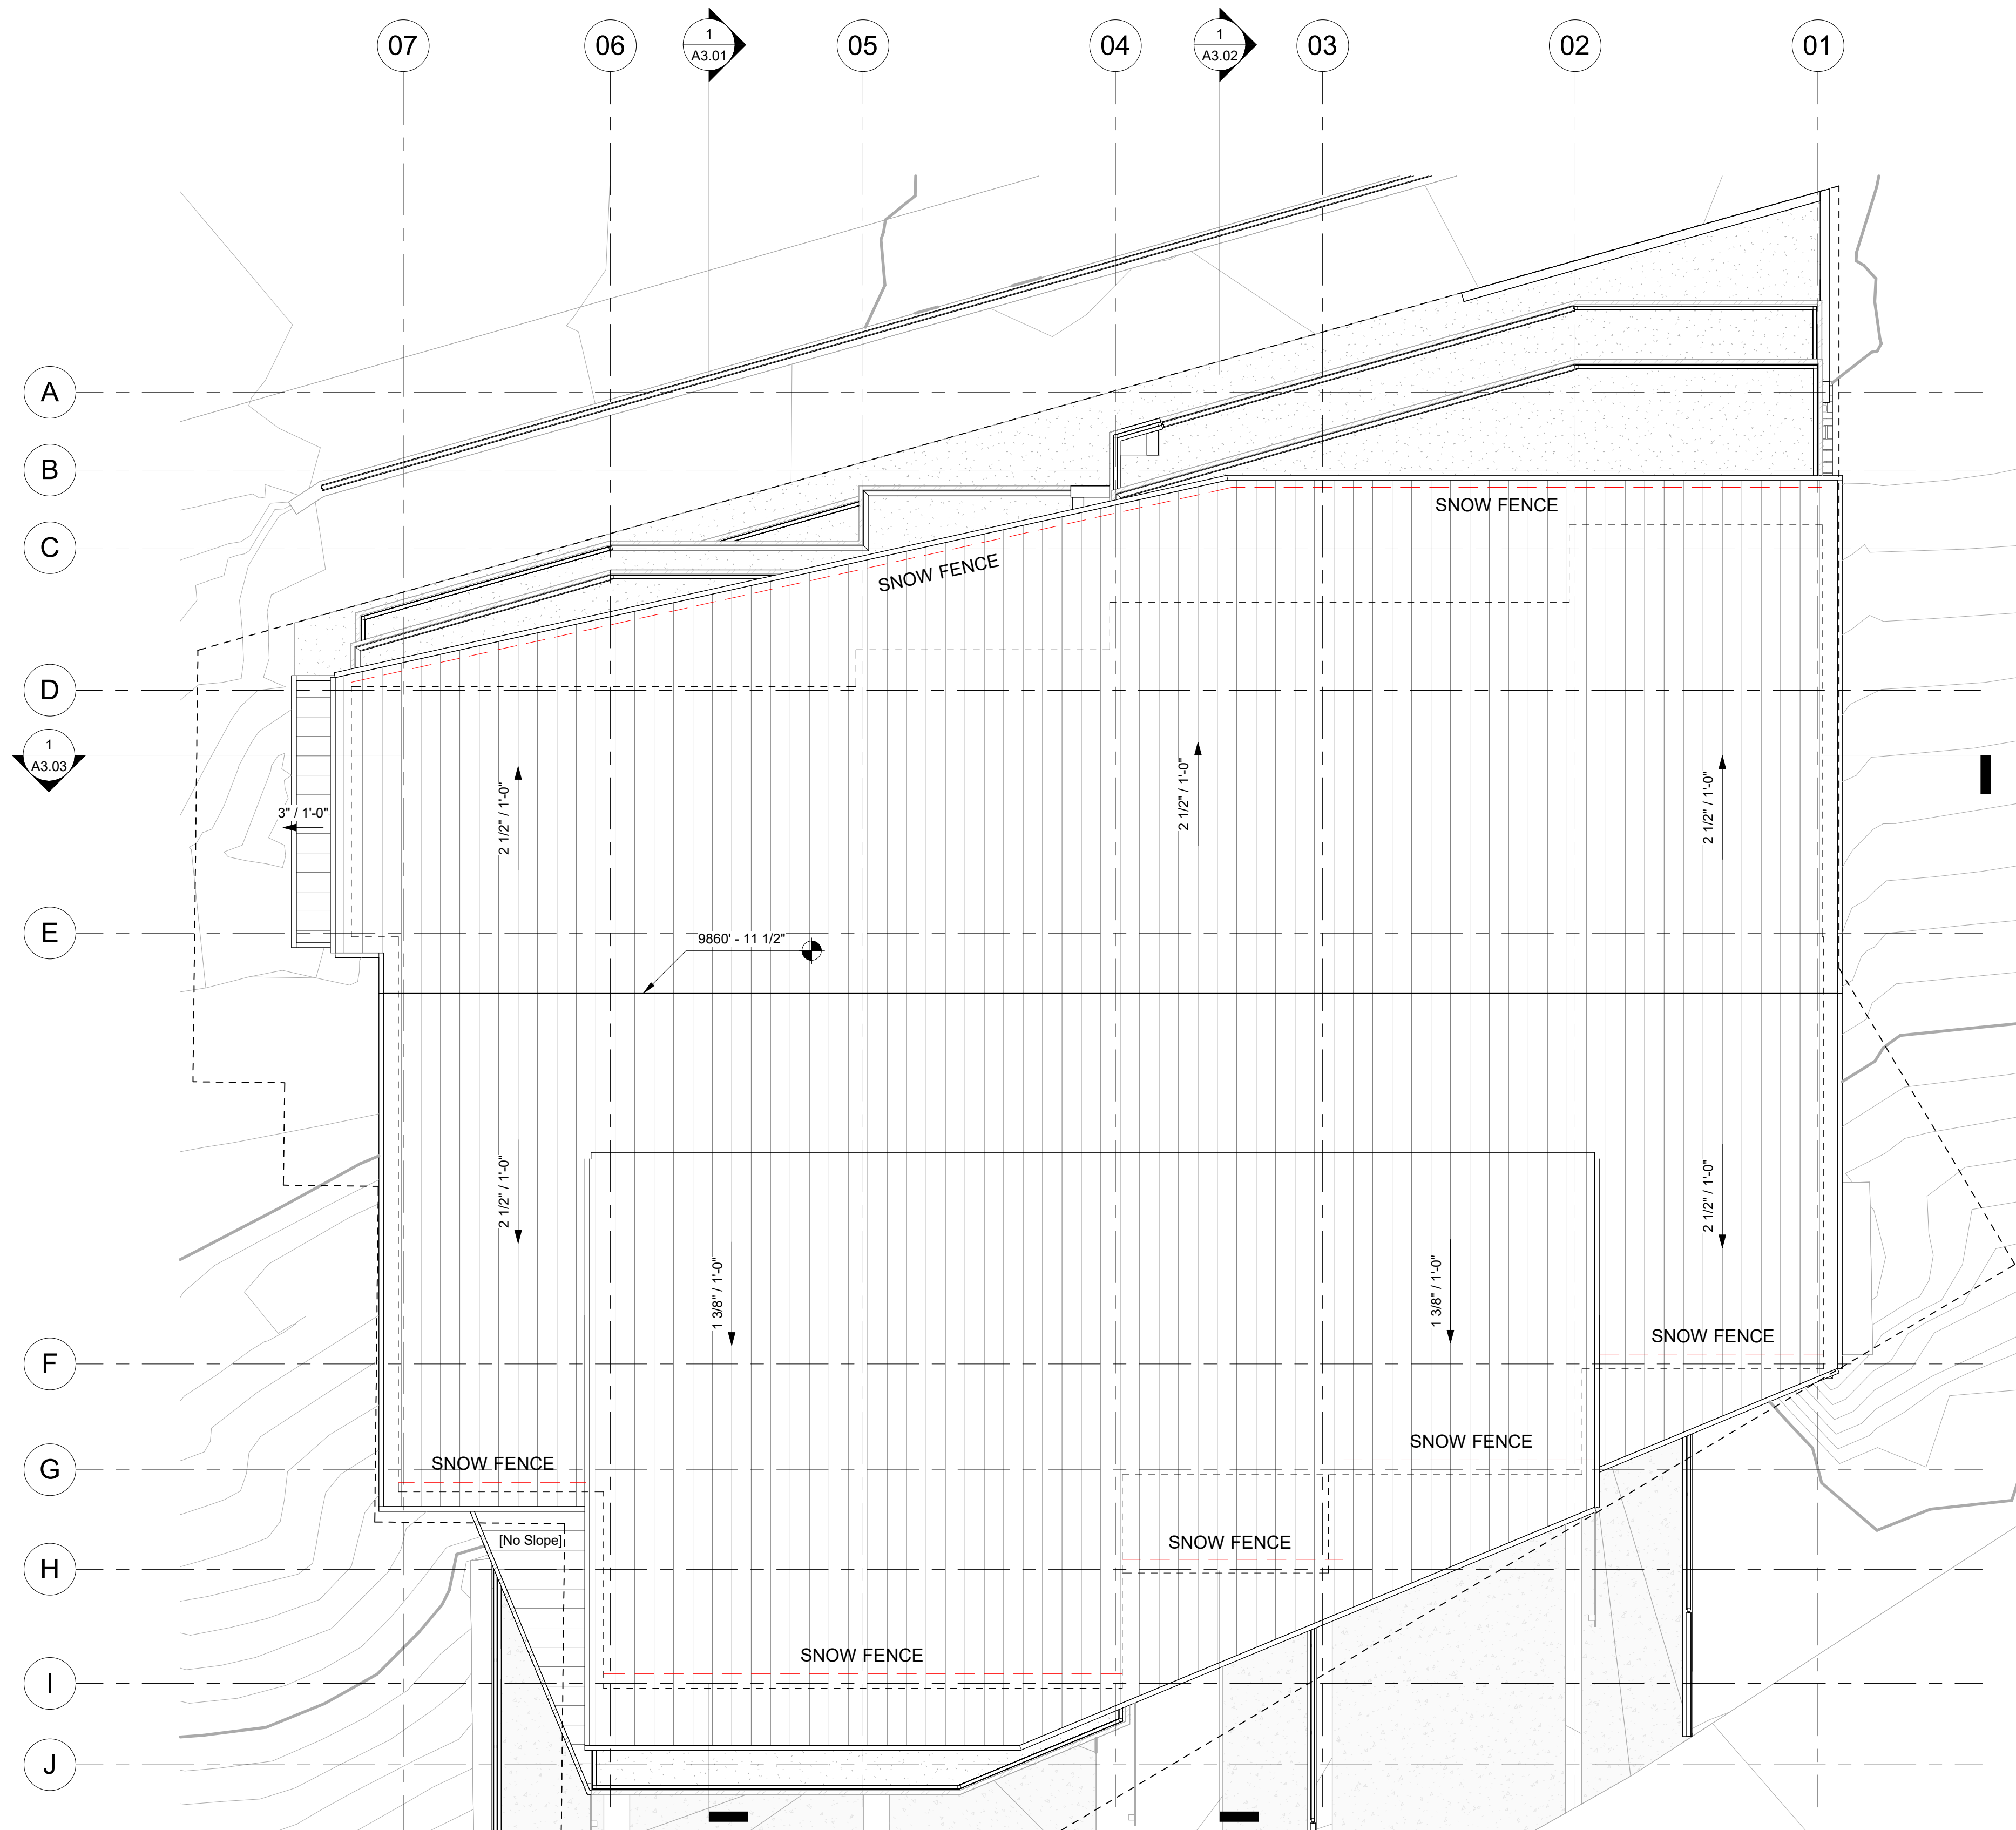 07
06
1
A3.01
05
04
1
A3.02
03
02
01
A
B
SNOW FENCE
C
SNOW FENCE
D
1
A3.03
3" / 1'-0"
2 1/2" / 1'-0"
2 1/2" / 1'-0"
2 1/2" / 1'-0"
E
9860' - 11 1/2"
2 1/2" / 1'-0"
2 1/2" / 1'-0"
1 3/8" / 1'-0"
1 3/8" / 1'-0"
SNOW FENCE
F
SNOW FENCE
SNOW FENCE
G
[No Slope]
SNOW FENCE
H
SNOW FENCE
I
J